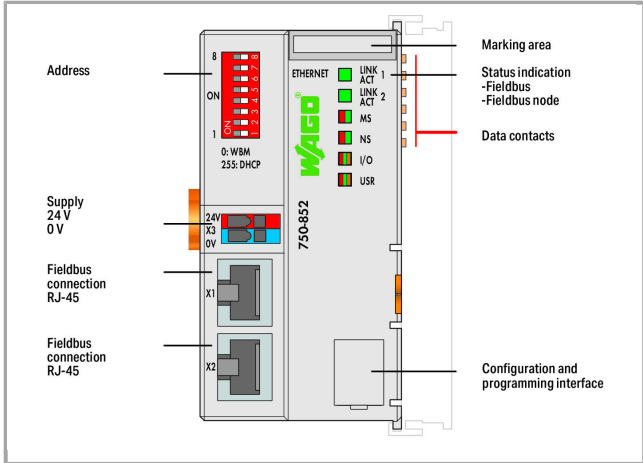 Address
8
ON
1
8
7
6
5
4
3
2
1
ON
0: WBM
255: DHCP
ETHERNET
LINK 1
ACT
LINK 2
ACT
MS
NS
I/O
USR
WAGO®
750-852
Marking area
Status indication
-Fieldbus
-Fieldbus node
Data contacts
Supply
24 V
0 V
24V
X3
0V
Fieldbus
connection
RJ-45
X1
Fieldbus
connection
RJ-45
X2
Configuration and
programming interface